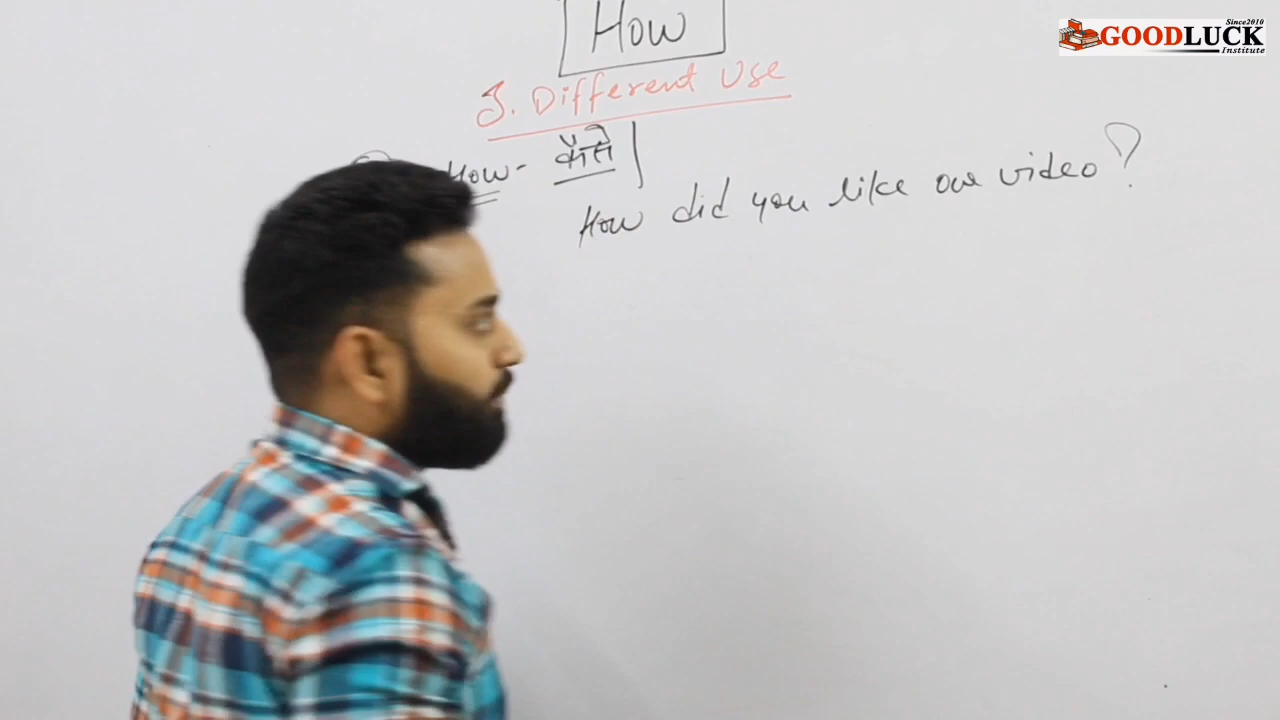 Since2010
GOODLUCK
Institute
How
3. Different Use
How - कैसे
How did you like our video?